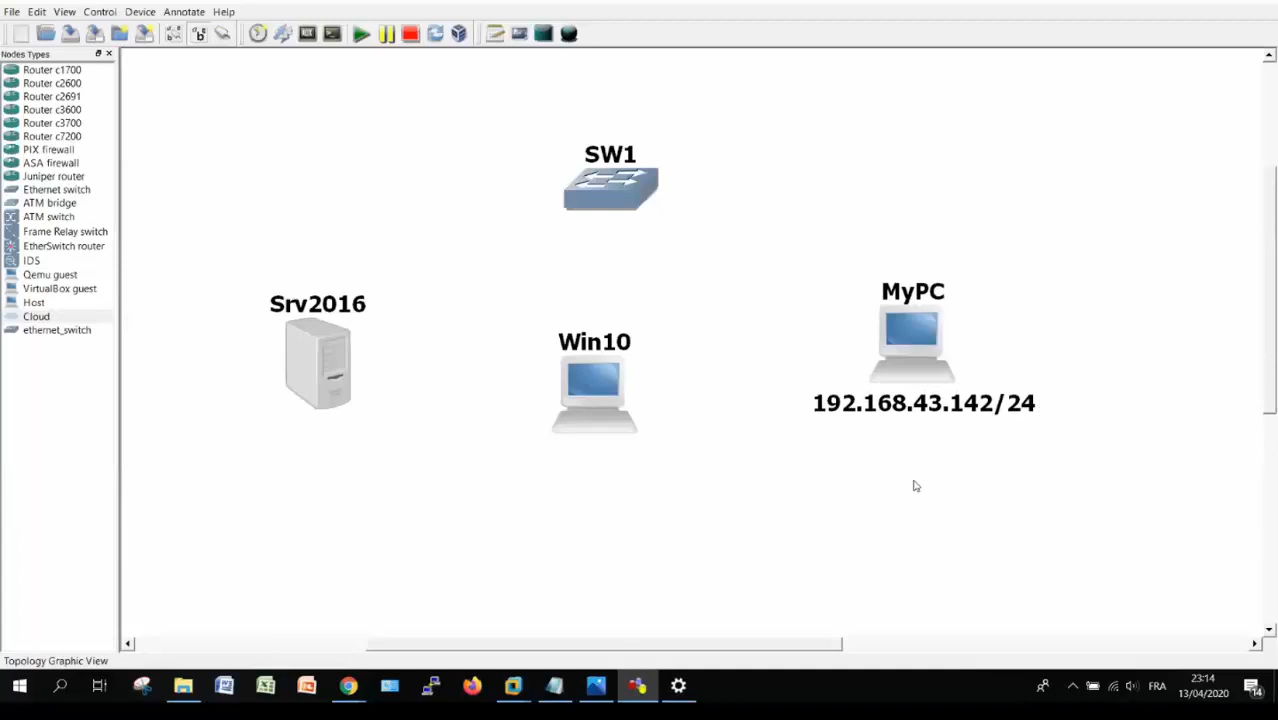 File Edit View Control Device Annotate Help
Nodes Types
Router c1700
Router c2600
Router c2691
Router c3600
Router c3700
Router c7200
PIX firewall
ASA firewall
Juniper router
Ethernet switch
ATM bridge
ATM switch
Frame Relay switch
EtherSwitch router
IDS
Qemu guest
VirtualBox guest
Host
Cloud
ethernet_switch
SW1
Srv2016
Win10
MyPC
192.168.43.142/24
Topology Graphic View
FRA
23:14
13/04/2020
14